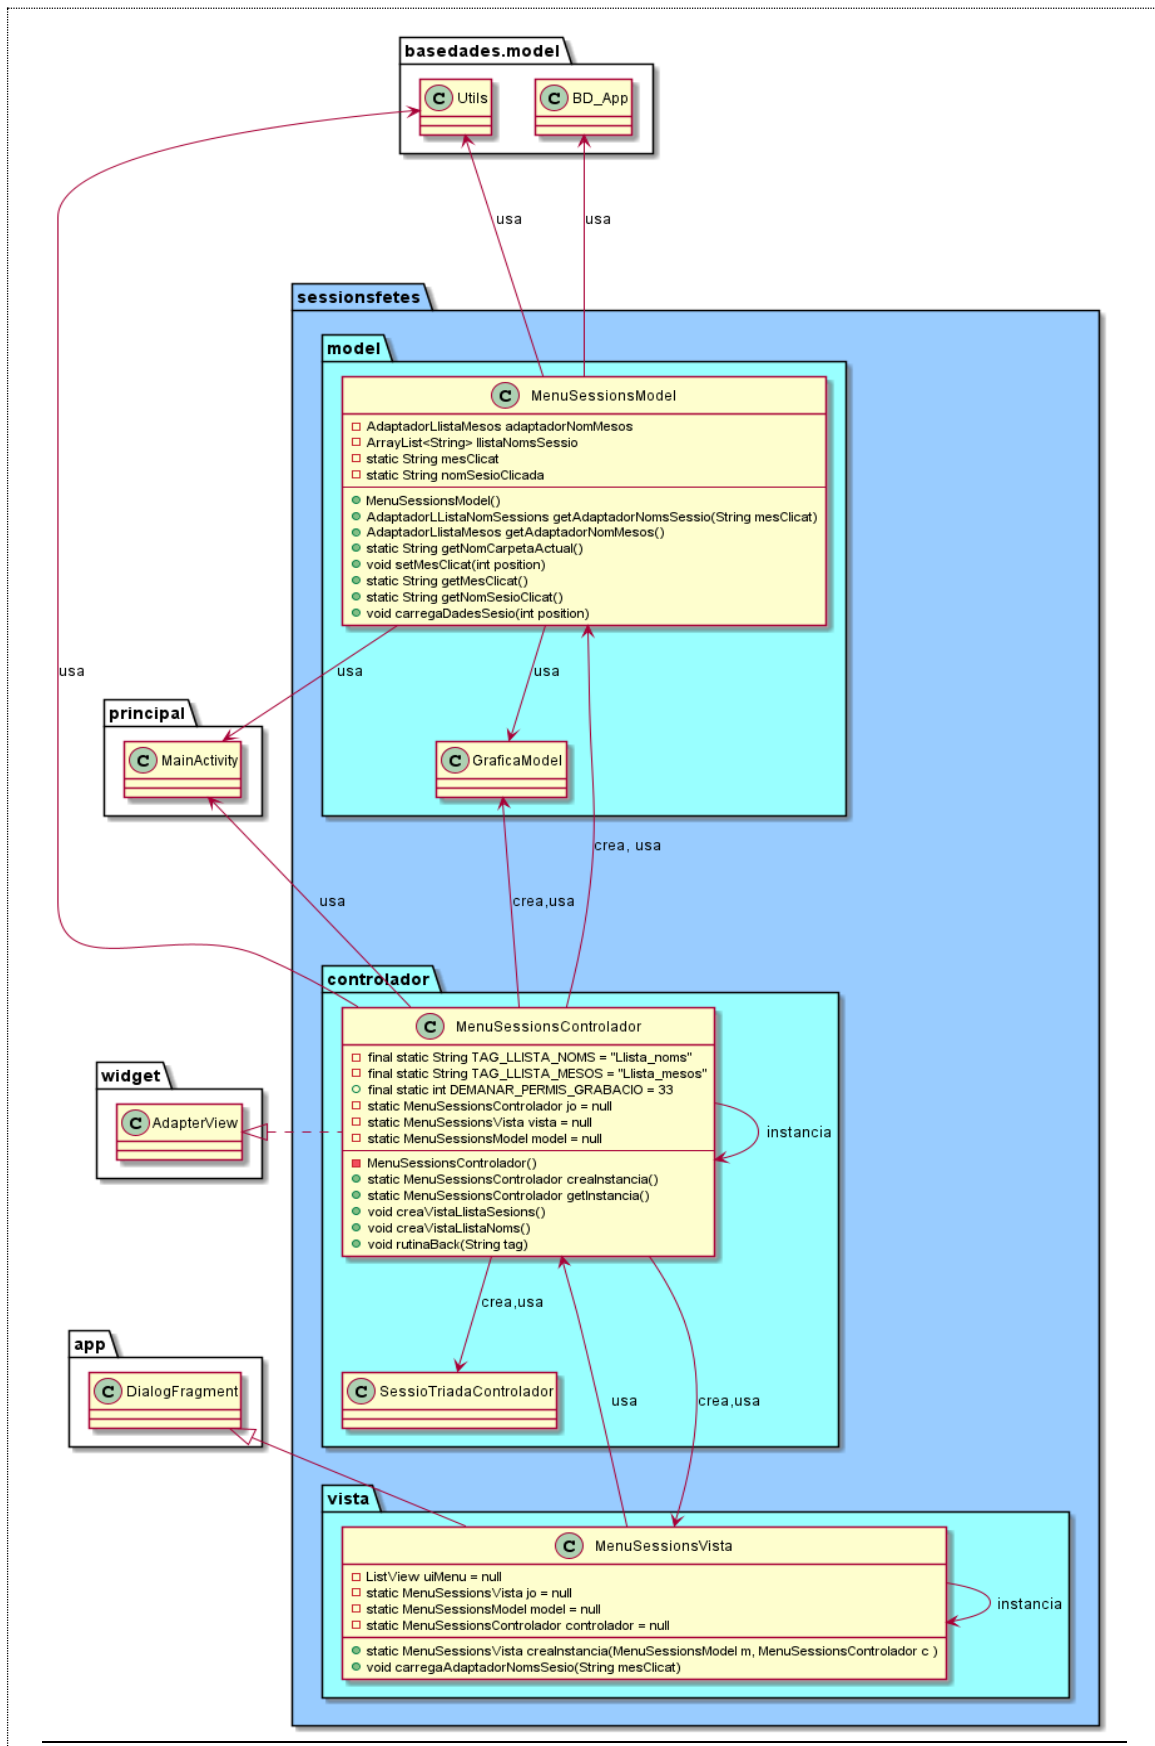 basedades.model
C Utils
C BD_App
usa
usa
sessionsfetes
model
C MenuSessionsModel
AdaptadorLlistaMesos adaptadorNomMesos
ArrayList<String> llistaNomsSessio
static String mesClicat
static String nomSesioClicada
MenuSessionsModel()
AdaptadorLListaNomSessions getAdaptadorNomsSessio(String mesClicat)
AdaptadorLlistaMesos getAdaptadorNomMesos()
static String getNomCarpetaActual()
void setMesClicat(int position)
static String getMesClicat()
static String getNomSesioClicat()
void carregaDadesSesio(int position)
usa
usa
usa
principal
C MainActivity
C GraficaModel
crea, usa
usa
crea,usa
controlador
C MenuSessionsControlador
final static String TAG_LLISTA_NOMS = "Llista_noms"
final static String TAG_LLISTA_MESOS = "Llista_mesos"
final static int DEMANAR_PERMIS_GRABACIO = 33
static MenuSessionsControlador jo = null
static MenuSessionsVista vista = null
static MenuSessionsModel model = null
MenuSessionsControlador()
static MenuSessionsControlador creaInstancia()
static MenuSessionsControlador getInstancia()
void creaVistaLlistaSesions()
void creaVistaLlistaNoms()
void rutinaBack(String tag)
instancia
widget
C AdapterView
crea,usa
app
C DialogFragment
C SessioTriadaControlador
usa
crea,usa
vista
C MenuSessionsVista
ListView uiMenu = null
static MenuSessionsVista jo = null
static MenuSessionsModel model = null
static MenuSessionsControlador controlador = null
static MenuSessionsVista creaInstancia(MenuSessionsModel m, MenuSessionsControlador c )
void carregaAdaptadorNomsSesio(String mesClicat)
instancia